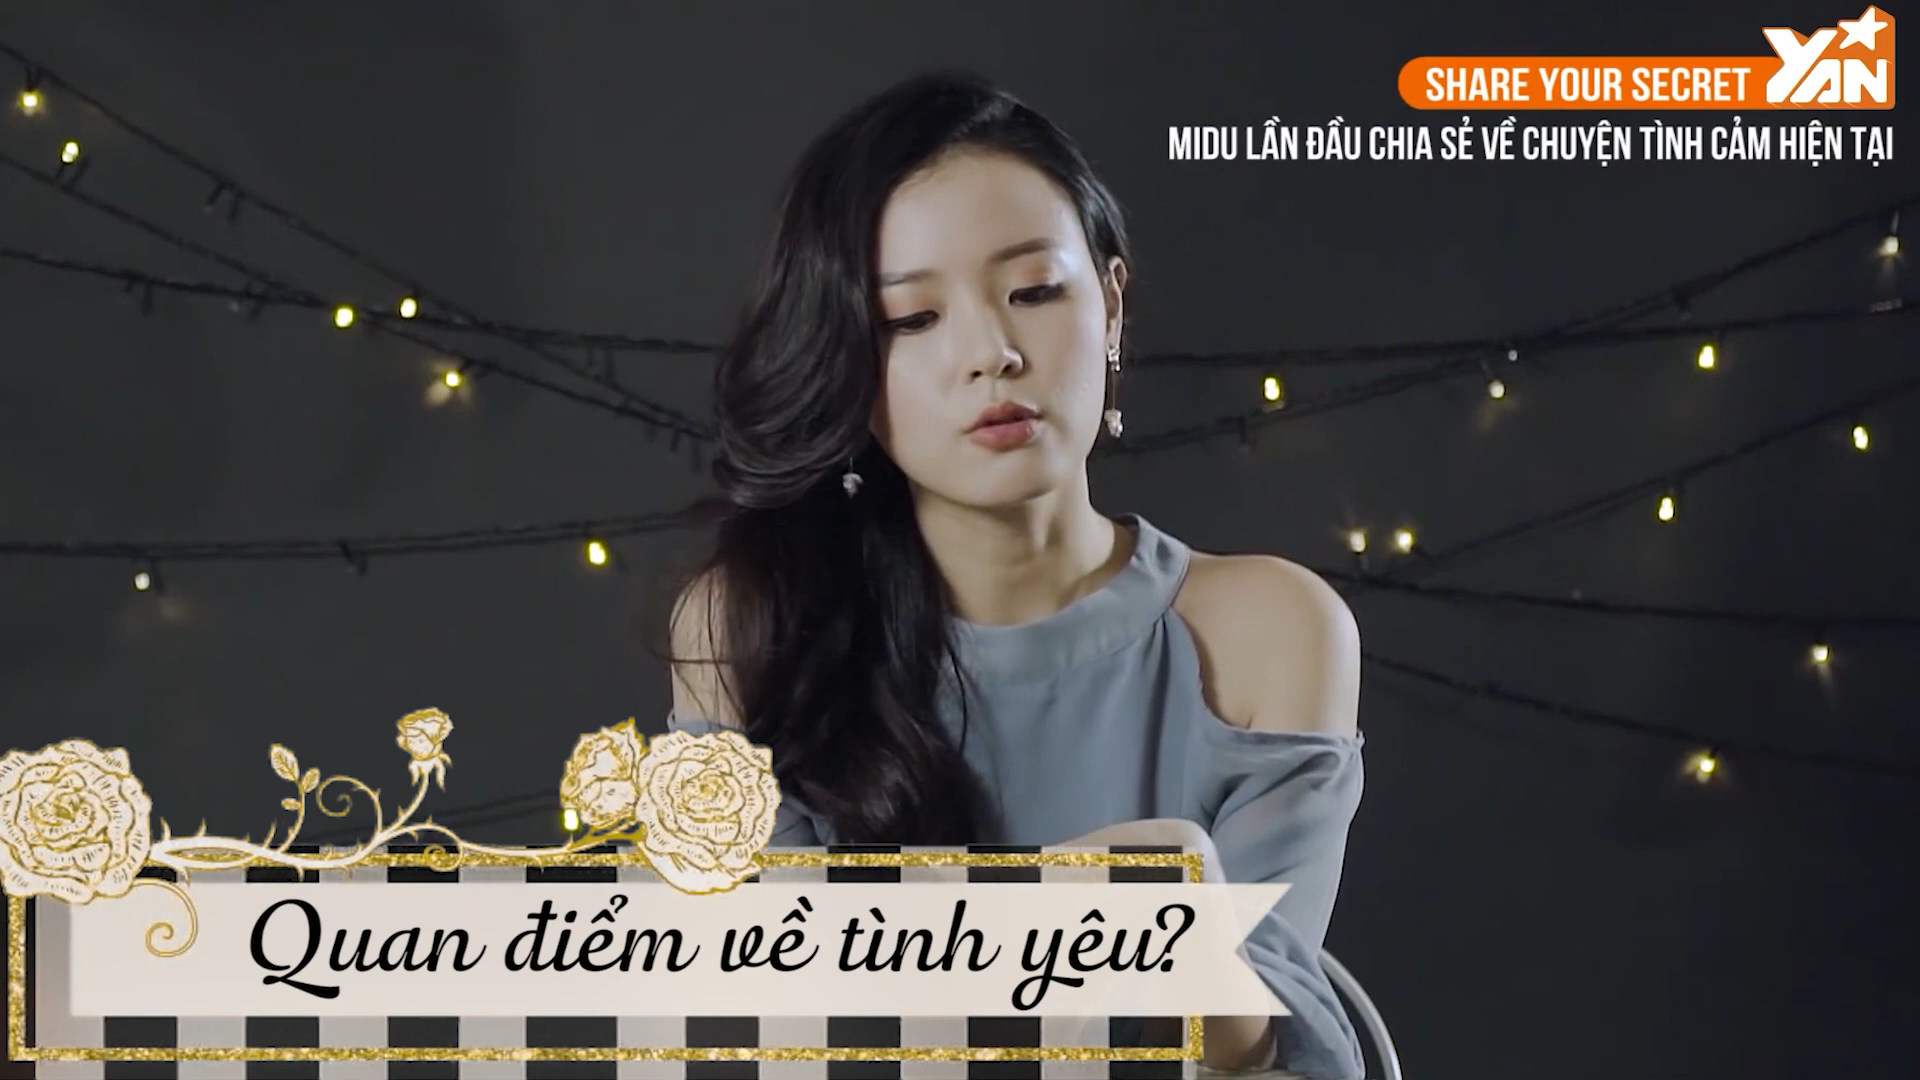 SHARE YOUR SECRET YAN
MIDU LẦN ĐẦU CHIA SẺ VỀ CHUYỆN TÌNH CẢM HIỆN TẠI
Quan điểm về tình yêu?